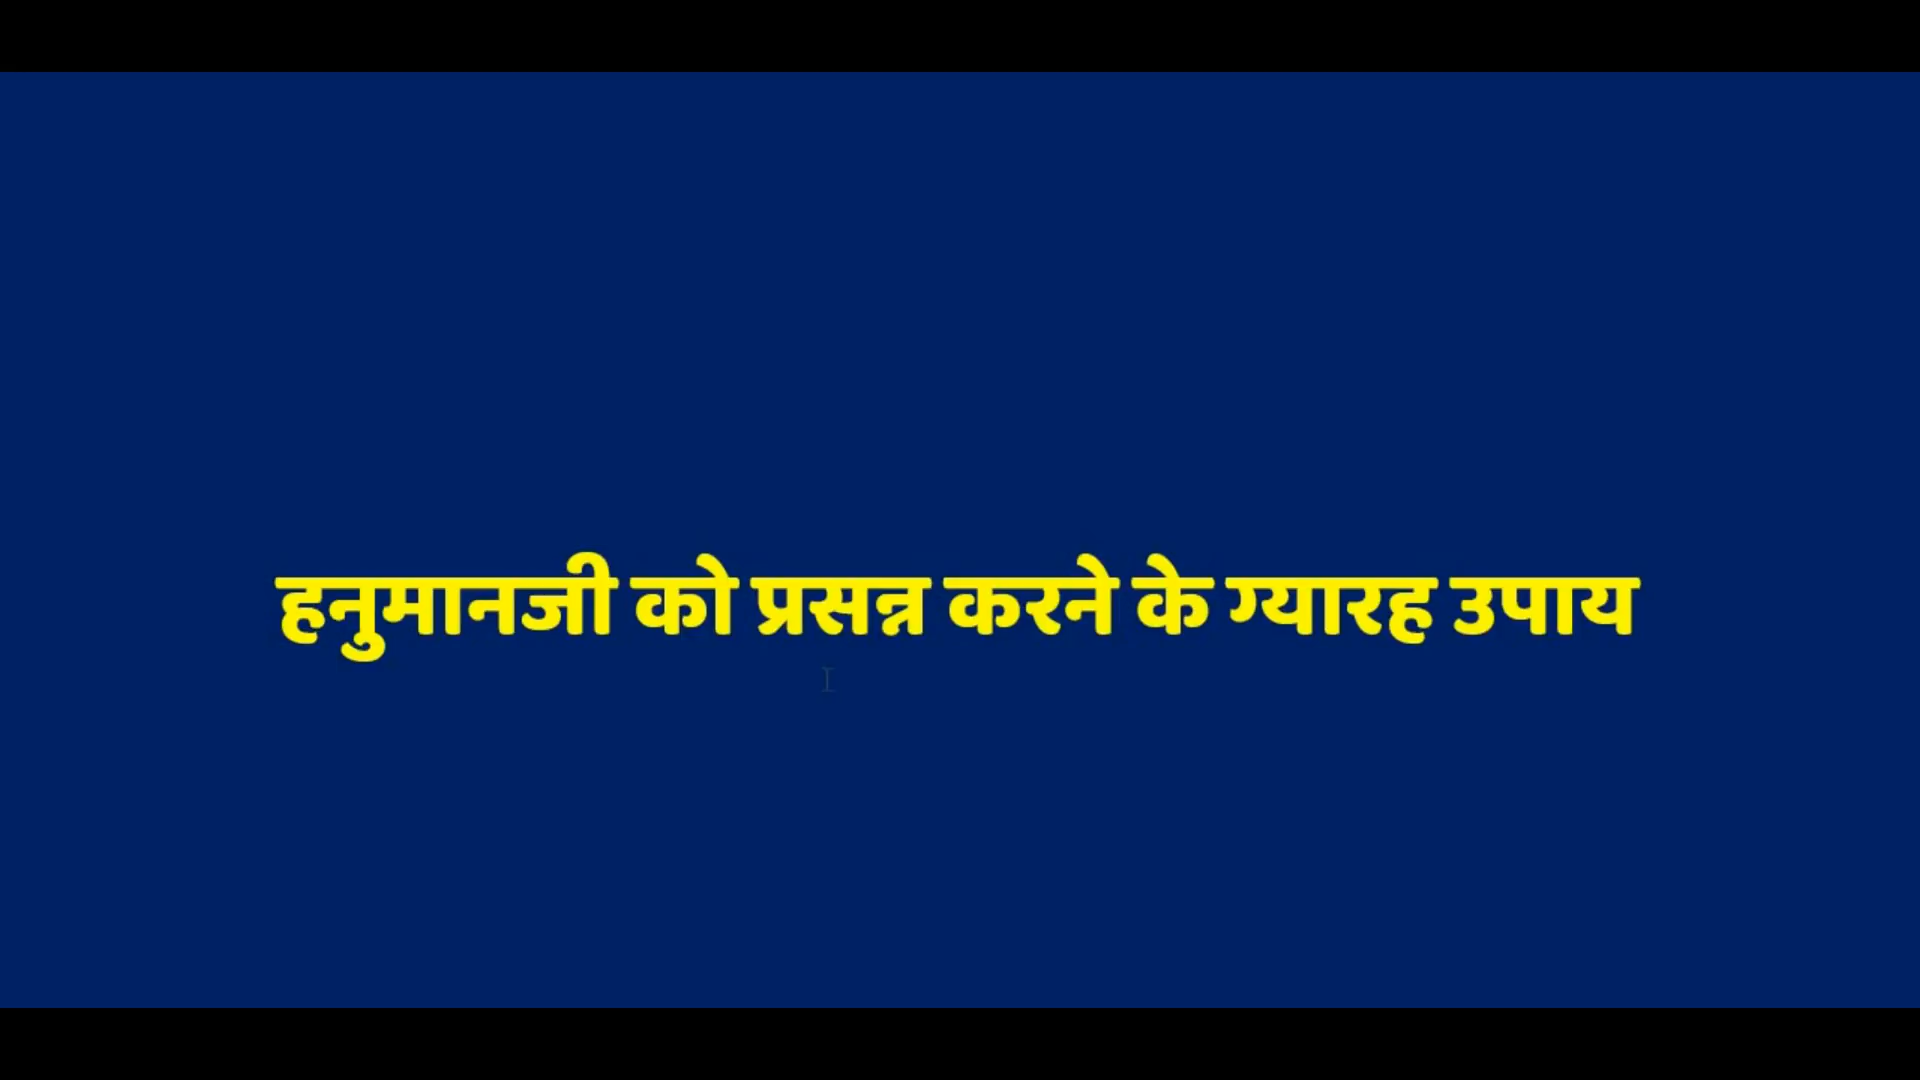 हनुमानजी को प्रसन्न करने के ग्यारह उपाय